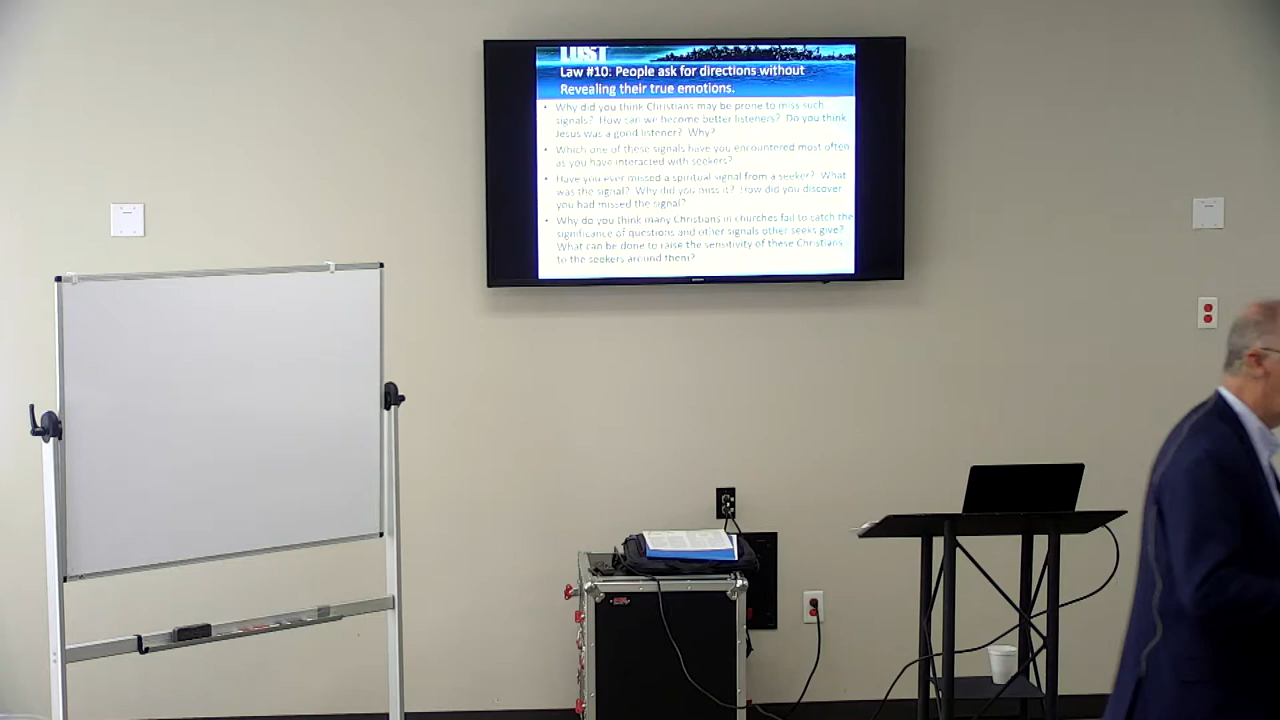 LUST
Law #10. People ask for directions without
Revealing their true emotions.
• Why did you think Christians may be prone to miss such
signals? How can we become better listeners? Do you think
Jesus was a good listener? Why?
• Which one of these signals have you encountered most often
as you have interacted with seekers?
• Have you ever missed a spiritual signal from a seeker? What
was the signal? Why did you miss it? How did you discover
you had missed the signal?
• Why do you think many Christians in churches fail to catch the
significance of questions and other signals other seeks give?
What can be done to raise the sensitivity of these Christians
to the seekers around them?